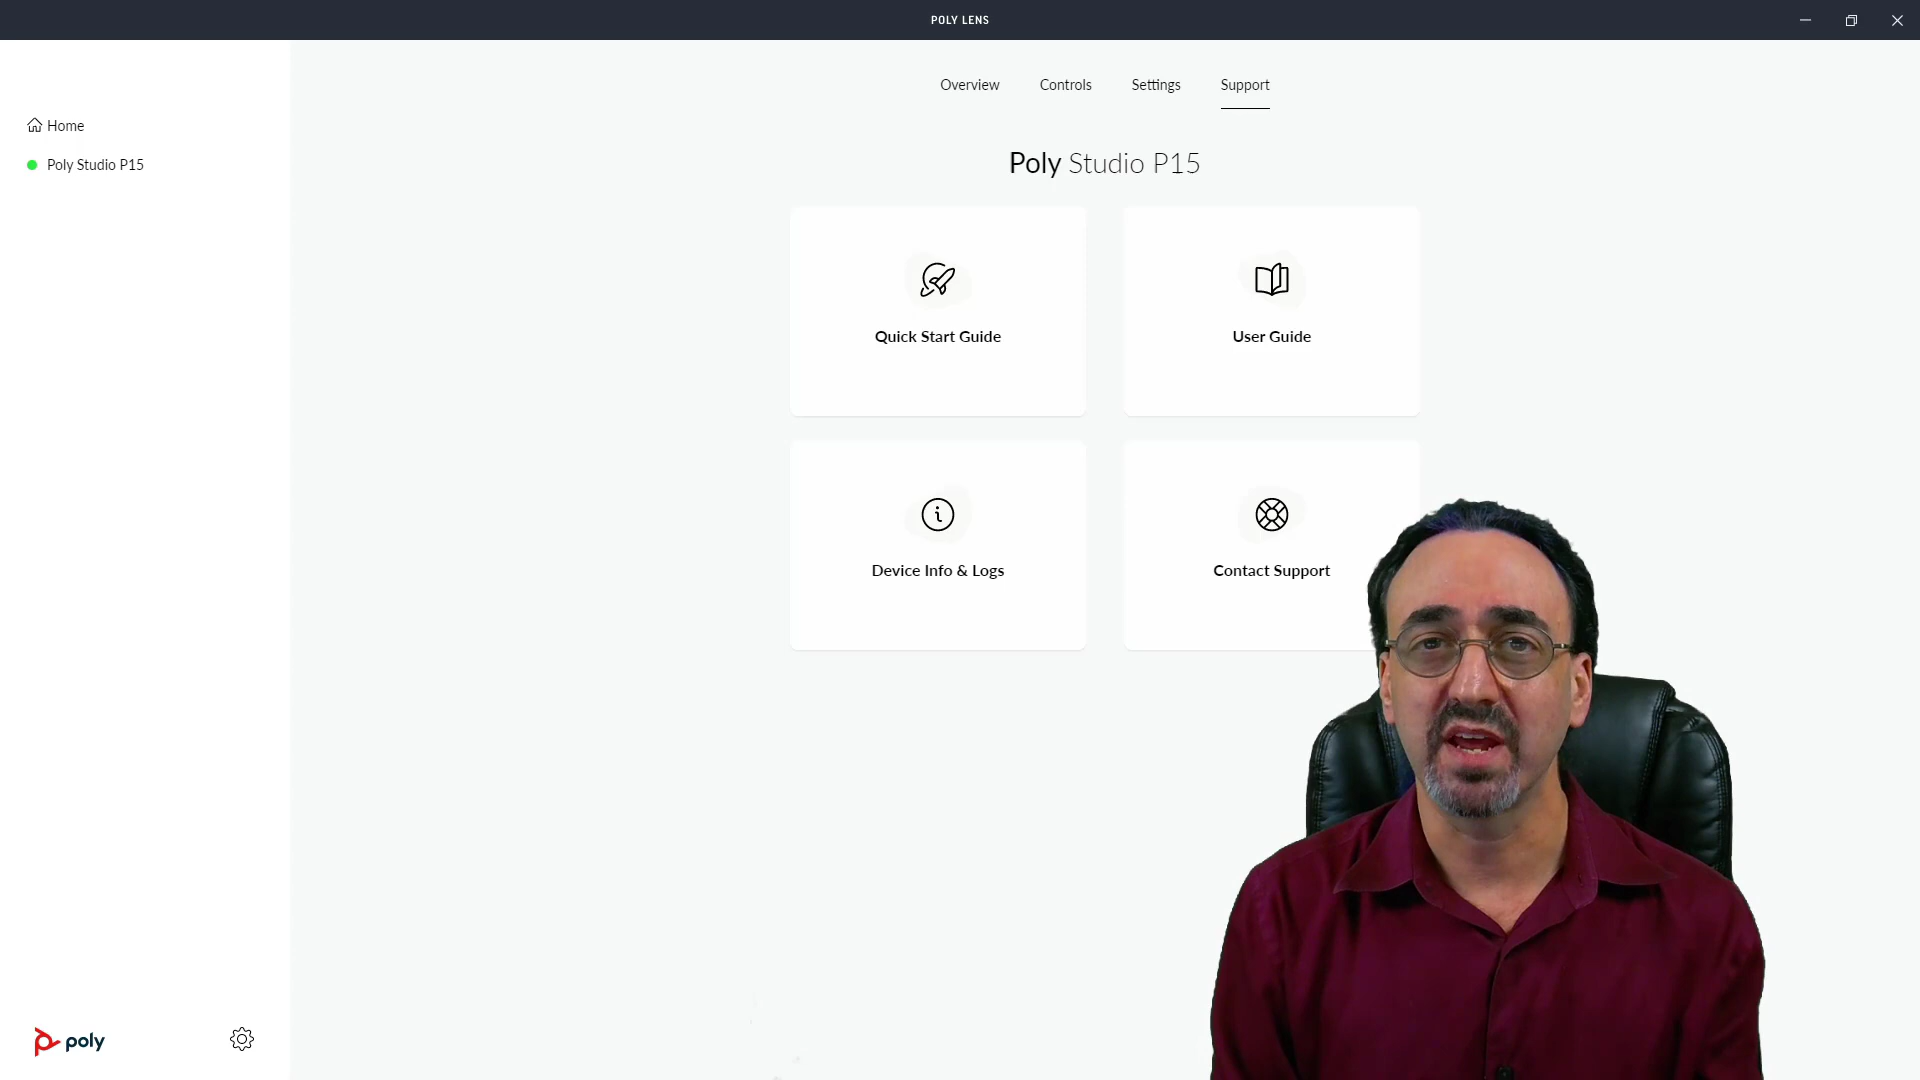 POLY LENS
Overview Controls Settings Support
Home
Poly Studio P15
Poly Studio P15
Quick Start Guide
User Guide
Device Info & Logs
Contact Support
poly